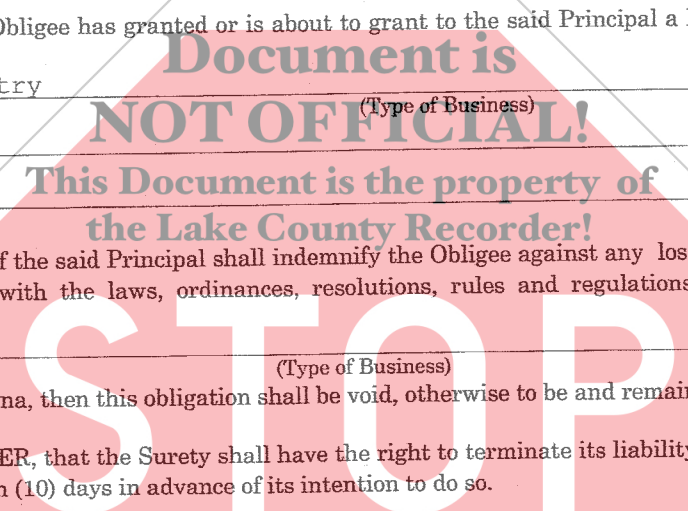 Obligee has granted or is about to grant to the said Principal a
Document is
try
(Type of Business)
NOT OFFICIAL!
This Document is the property of
the Lake County Recorder!
f the said Principal shall indemnify the Obligee against any los
with the laws, ordinances, resolutions, rules and regulations
STOP
(Type of Business)
na, then this obligation shall be void, otherwise to be and remain
ER, that the Surety shall have the right to terminate its liability
n (10) days in advance of its intention to do so.